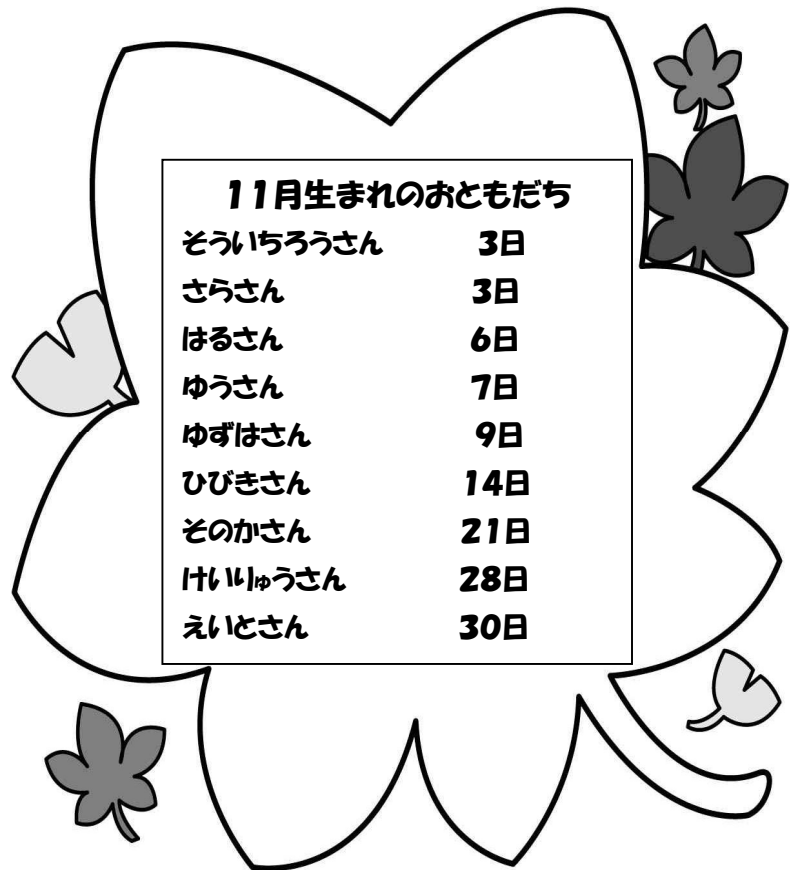 11月生まれのおともだち
そういちろうさん 3日
さらさん 3日
はるさん 6日
ゆうさん 7日
ゆずはさん 9日
ひびきさん 14日
そのかさん 21日
けいりゅうさん 28日
えいとさん 30日